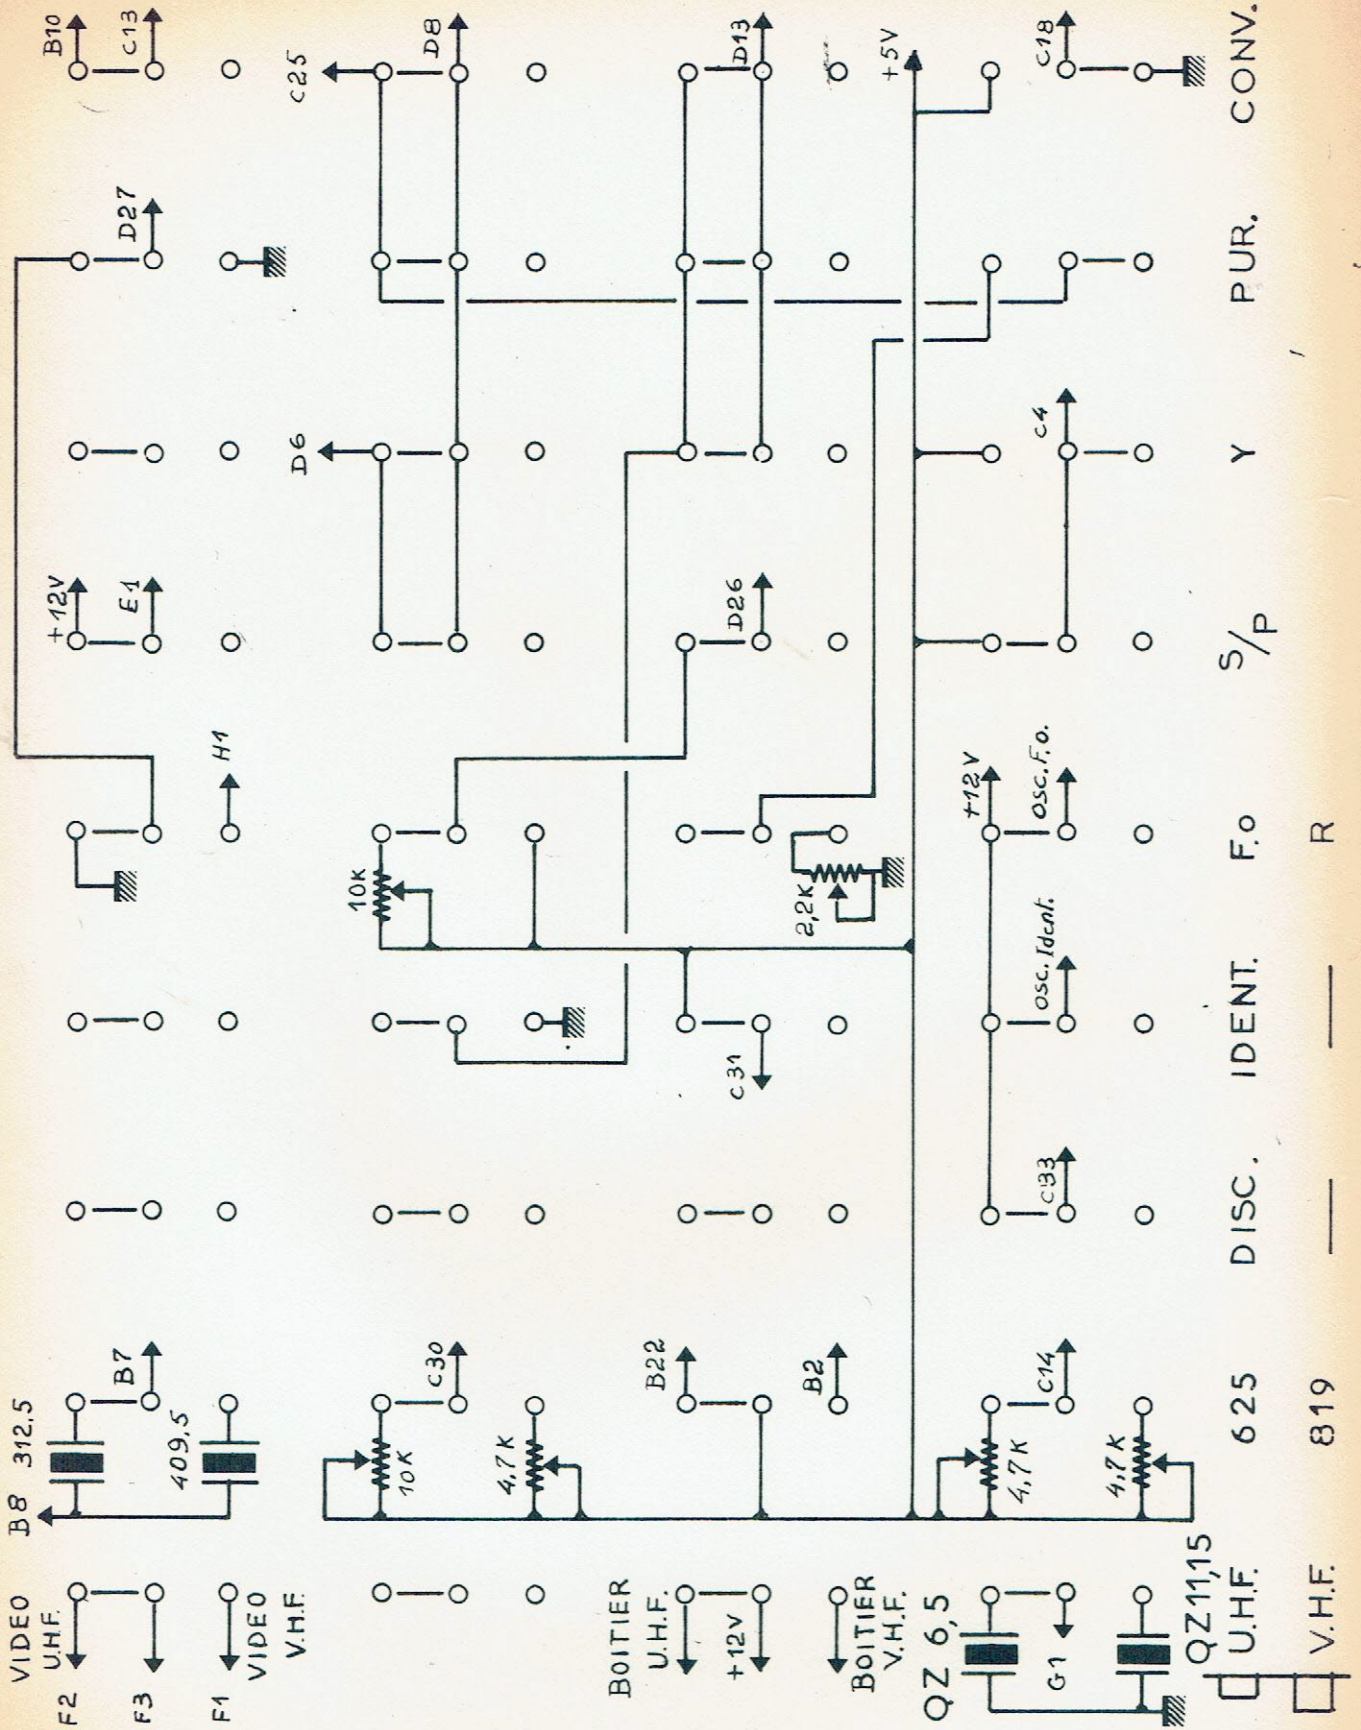 B10
C13
C25
D8
D13
+5V
C18
D27
D6
C4
+12V
E1
D26
H1
10K
2,2K
+12V
OSC. F.O.
OSC. Ident.
C31
C33
B8
312,5
B7
409,5
C30
10K
4,7K
B22
B2
C14
4,7K
4,7K
VIDEO
U.H.F.
F2
F3
F1
VIDEO
V.H.F.
BOITIER
U.H.F.
+12V
BOITIER
V.H.F.
QZ 6,5
G1
QZ11,15
U.H.F. 625 DISC. IDENT. F.O S/P Y PUR. CONV.
V.H.F. 819 — — R